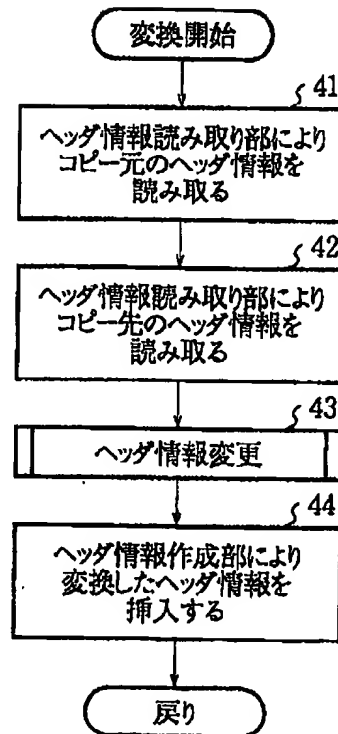 変換開始
41
ヘッダ情報読み取り部により
コピー元のヘッダ情報を
読み取る
42
ヘッダ情報読み取り部により
コピー先のヘッダ情報を
読み取る
43
ヘッダ情報変更
44
ヘッダ情報作成部により
変換したヘッダ情報を
挿入する
戻り